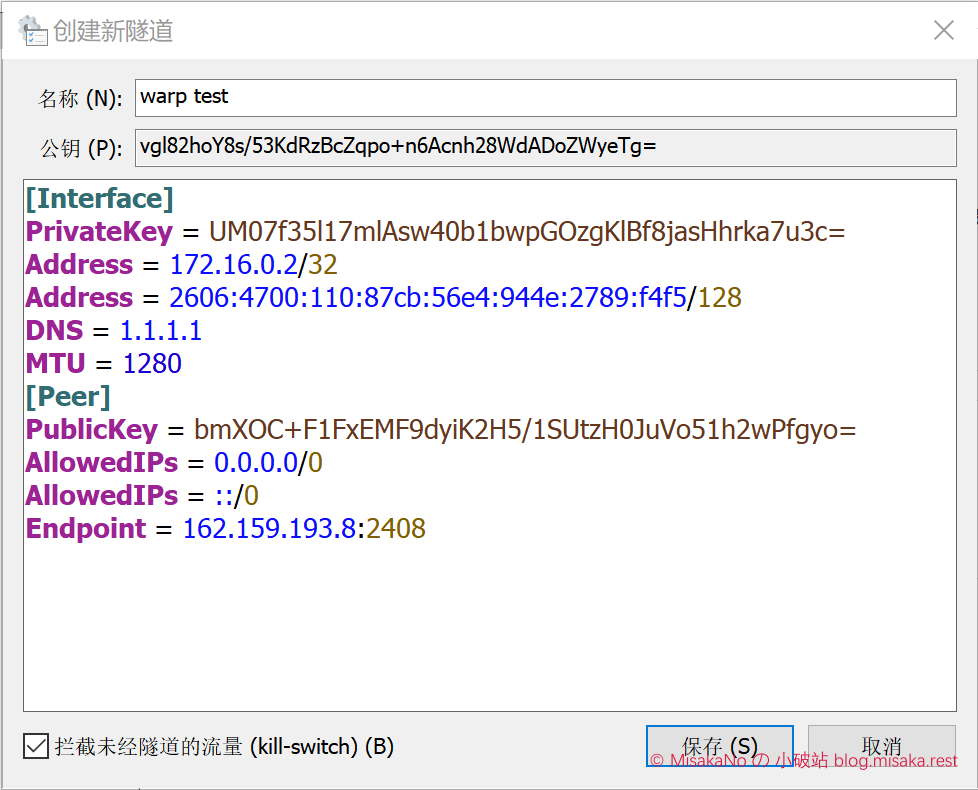 创建新隧道
名称 (N): warp test
公钥 (P): vgl82hoY8s/53KdRzBcZqpo+n6Acnh28WdADoZWyeTg=
[Interface]
PrivateKey = UM07f35l17mlAsw40b1bwpGOzgKlBf8jasHhrka7u3c=
Address = 172.16.0.2/32
Address = 2606:4700:110:87cb:56e4:944e:2789:f4f5/128
DNS = 1.1.1.1
MTU = 1280
[Peer]
PublicKey = bmXOC+F1FxEMF9dyiK2H5/1SUtzH0JuVo51h2wPfgyo=
AllowedIPs = 0.0.0.0/0
AllowedIPs = ::/0
Endpoint = 162.159.193.8:2408
拦截未经隧道的流量 (kill-switch) (B)
保存 (S)
取消
© MisakaNo の 小破站 blog.misaka.rest